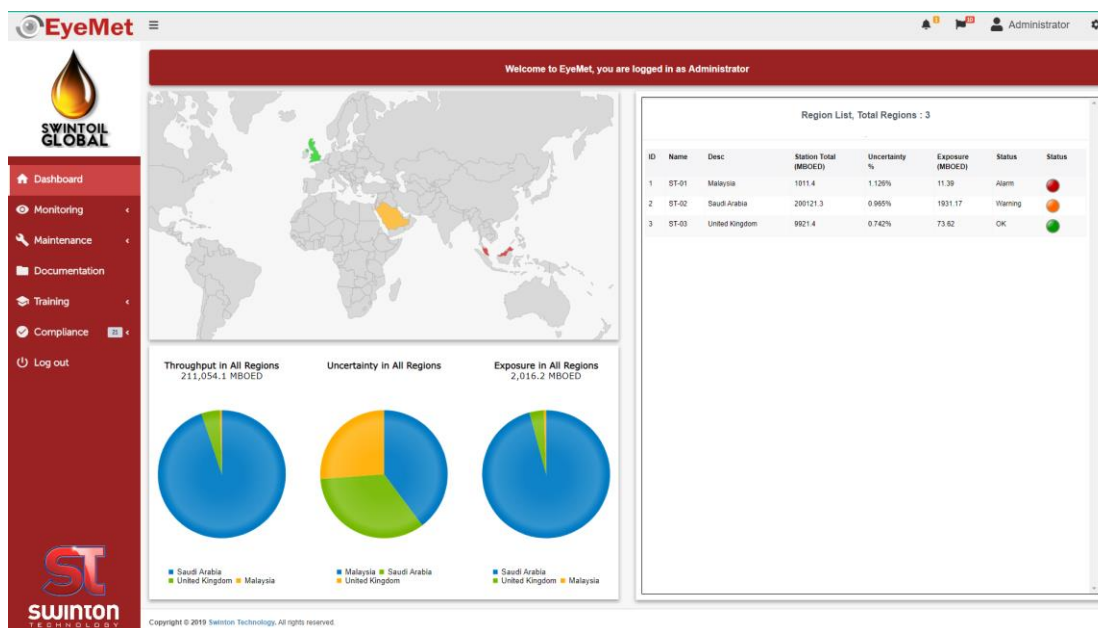 EyeMet
Administrator
SWINTOIL
GLOBAL
Welcome to EyeMet, you are logged in as Administrator
Dashboard
Monitoring
Maintenance
Documentation
Training
Compliance 21
Log out
Region List, Total Regions : 3
ID Name Desc Station Total (MBOED) Uncertainty % Exposure (MBOED) Status Status
1 ST-01 Malaysia 1011.4 1.126% 11.39 Alarm
2 ST-02 Saudi Arabia 200121.3 0.965% 1931.17 Warning
3 ST-03 United Kingdom 9921.4 0.742% 73.62 OK
Throughput in All Regions
211,054.1 MBOED
Saudi Arabia
United Kingdom Malaysia
Uncertainty in All Regions
Malaysia Saudi Arabia
United Kingdom
Exposure in All Regions
2,016.2 MBOED
Saudi Arabia
United Kingdom Malaysia
ST
swinton
TECHNOLOGY
Copyright © 2019 Swinton Technology. All rights reserved.